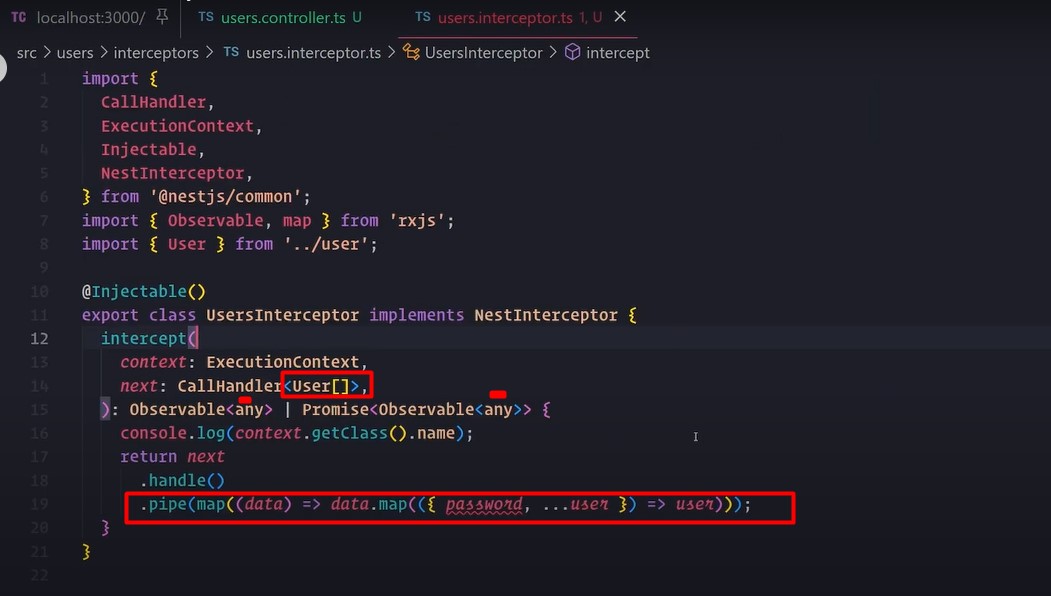 TC localhost:3000/ TS users.controller.ts U TS users.interceptor.ts 1, U
src > users > interceptors > TS users.interceptor.ts > UsersInterceptor > intercept
1 import {
2 CallHandler,
3 ExecutionContext,
4 Injectable,
5 NestInterceptor,
6 } from '@nestjs/common';
7 import { Observable, map } from 'rxjs';
8 import { User } from '../user';
9
10 @Injectable()
11 export class UsersInterceptor implements NestInterceptor {
12 intercept(
13 context: ExecutionContext,
14 next: CallHandler<User[]>,
15 ): Observable<any> | Promise<Observable<any>> {
16 console.log(context.getClass().name);
17 return next
18 .handle()
19 .pipe(map((data) => data.map(({ password, ...user }) => user)));
20 }
21 }
22